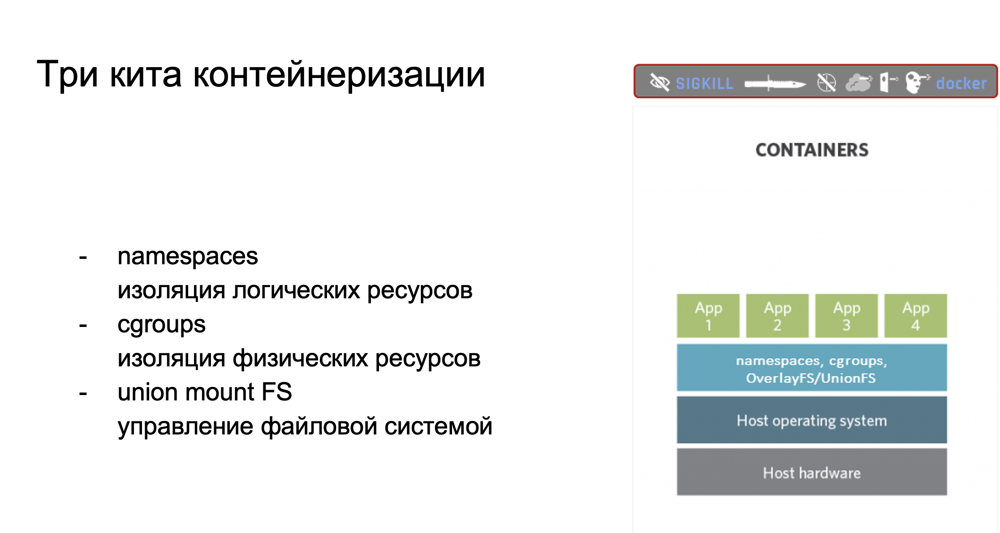 Три кита контейнеризации
- namespaces
изоляция логических ресурсов
- cgroups
изоляция физических ресурсов
- union mount FS
управление файловой системой
SIGKILL docker
CONTAINERS
App 1
App 2
App 3
App 4
namespaces, cgroups,
OverlayFS/UnionFS
Host operating system
Host hardware